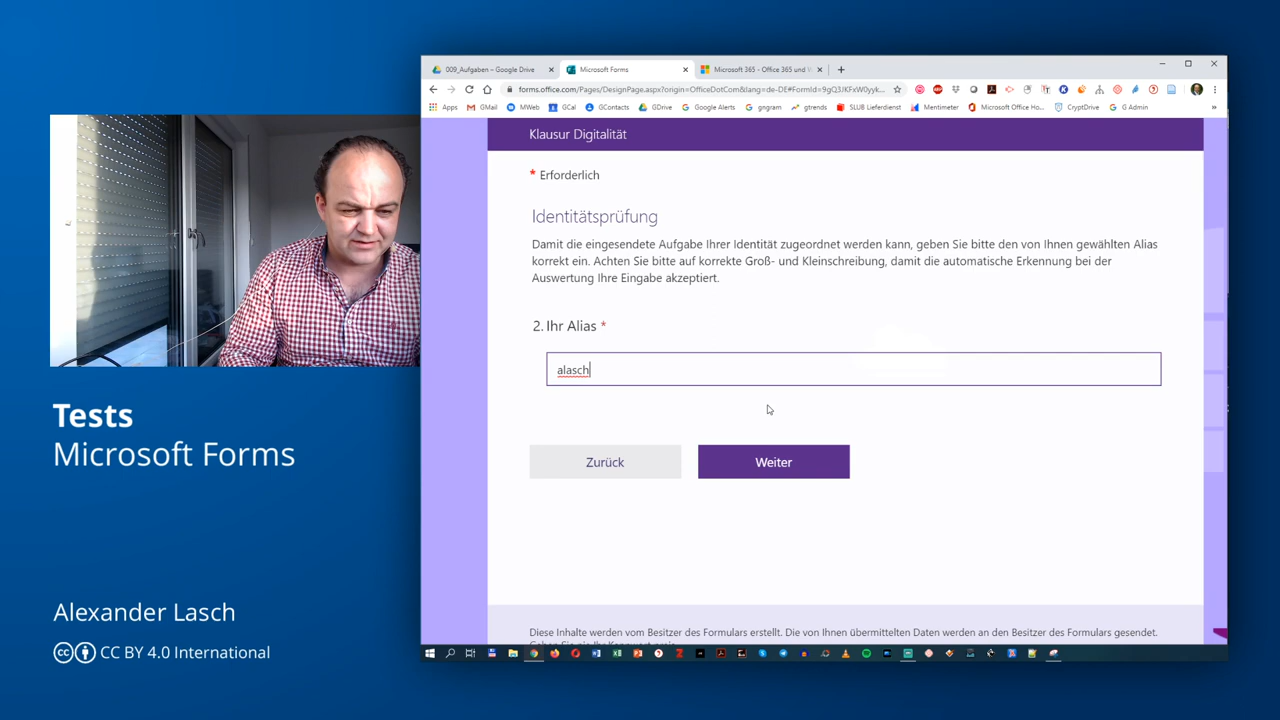 009_Aufgaben – Google Drive
Microsoft Forms
Microsoft 365 - Office 365 und
forms.office.com/Pages/DesignPage.aspx?origin=OfficeDotCom&lang=de-DE#FormId=9gQ3JKFxW0yyk...
Apps
GMail
MWeb
GCal
GContacts
GDrive
Google Alerts
gngram
gtrends
SLUB Lieferdienst
Mentimeter
Microsoft Office Ho...
CryptDrive
G Admin
Klausur Digitalität
* Erforderlich
Identitätsprüfung
Damit die eingesendete Aufgabe Ihrer Identität zugeordnet werden kann, geben Sie bitte den von Ihnen gewählten Alias
korrekt ein. Achten Sie bitte auf korrekte Groß- und Kleinschreibung, damit die automatische Erkennung bei der
Auswertung Ihre Eingabe akzeptiert.
2. Ihr Alias *
alasch
Zurück
Weiter
Diese Inhalte werden vom Besitzer des Formulars erstellt. Die von Ihnen übermittelten Daten werden an den Besitzer des Formulars gesendet.
Tests
Microsoft Forms
Alexander Lasch
CC BY 4.0 International